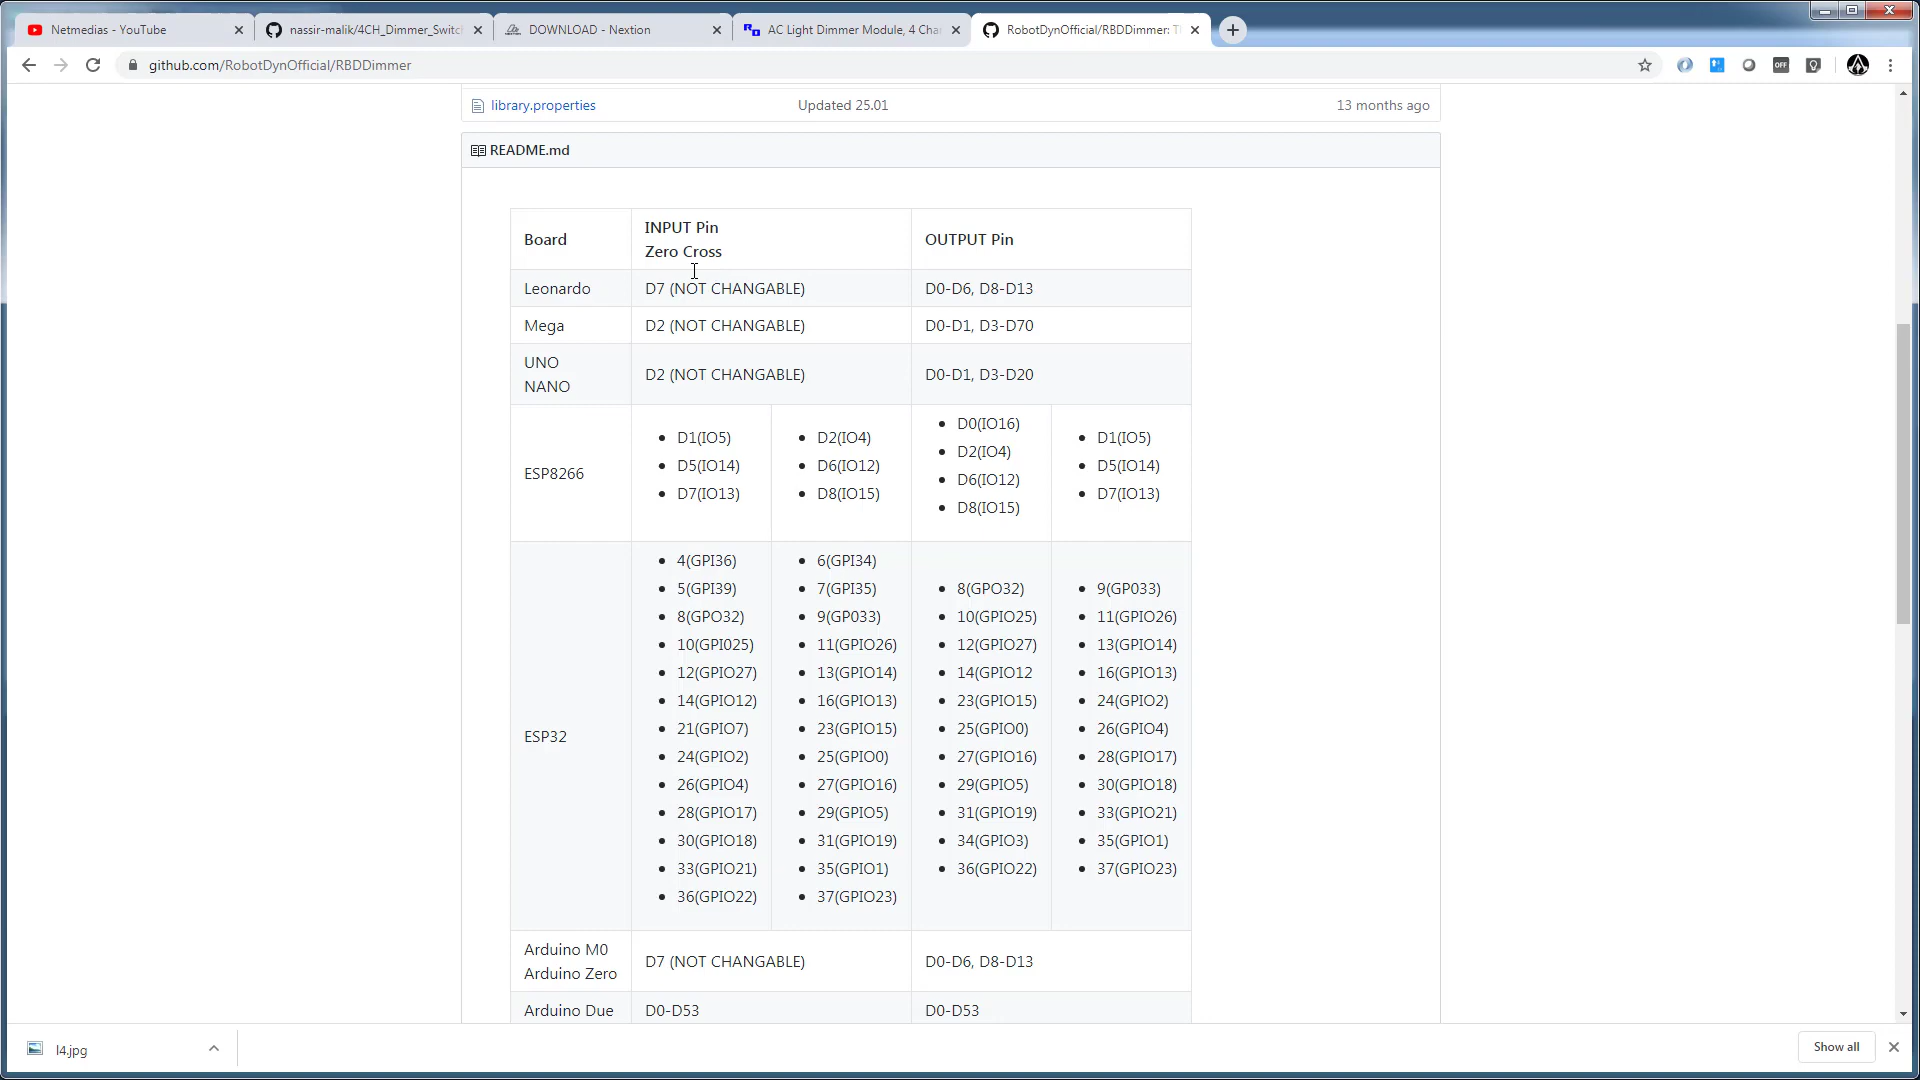 Netmedias - YouTube
nassir-malik/4CH_Dimmer_Switc
DOWNLOAD - Nextion
AC Light Dimmer Module, 4 Cha
RobotDynOfficial/RBDDimmer: T
github.com/RobotDynOfficial/RBDDimmer
OFF
library.properties Updated 25.01 13 months ago
README.md
Board
INPUT Pin
Zero Cross
OUTPUT Pin
Leonardo D7 (NOT CHANGABLE) D0-D6, D8-D13
Mega D2 (NOT CHANGABLE) D0-D1, D3-D70
UNO
NANO
D2 (NOT CHANGABLE) D0-D1, D3-D20
ESP8266
D1(IO5)
D5(IO14)
D7(IO13)
D2(IO4)
D6(IO12)
D8(IO15)
D0(IO16)
D2(IO4)
D6(IO12)
D8(IO15)
D1(IO5)
D5(IO14)
D7(IO13)
ESP32
4(GPI36)
5(GPI39)
8(GPO32)
10(GPI025)
12(GPIO27)
14(GPIO12)
21(GPIO7)
24(GPIO2)
26(GPIO4)
28(GPIO17)
30(GPIO18)
33(GPIO21)
36(GPIO22)
6(GPI34)
7(GPI35)
9(GP033)
11(GPIO26)
13(GPIO14)
16(GPIO13)
23(GPIO15)
25(GPIO0)
27(GPIO16)
29(GPIO5)
31(GPIO19)
35(GPIO1)
37(GPIO23)
8(GPO32)
10(GPIO25)
12(GPIO27)
14(GPIO12
23(GPIO15)
25(GPIO0)
27(GPIO16)
29(GPIO5)
31(GPIO19)
34(GPIO3)
36(GPIO22)
9(GP033)
11(GPIO26)
13(GPIO14)
16(GPIO13)
24(GPIO2)
26(GPIO4)
28(GPIO17)
30(GPIO18)
33(GPIO21)
35(GPIO1)
37(GPIO23)
Arduino M0
Arduino Zero
D7 (NOT CHANGABLE) D0-D6, D8-D13
Arduino Due D0-D53 D0-D53
l4.jpg
Show all